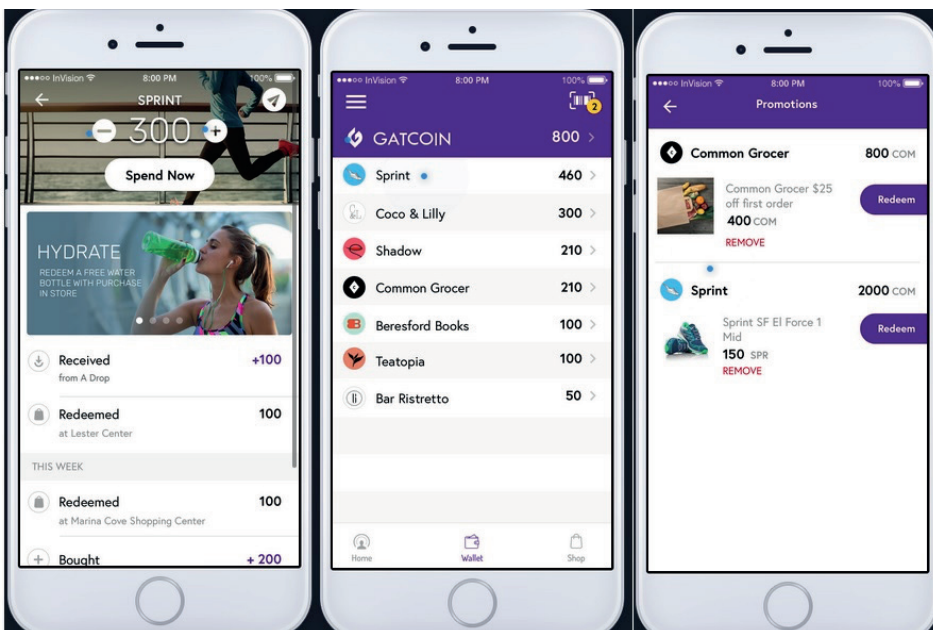 InVision 8:00 PM 100%
SPRINT
300
Spend Now
HYDRATE
REDEEM A FREE WATER
BOTTLE WITH PURCHASE
IN STORE
Received +100
from A Drop
Redeemed 100
at Lester Center
THIS WEEK
Redeemed 100
at Marina Cove Shopping Center
Bought + 200
InVision 8:00 PM 100%
2
GATCOIN 800 >
Sprint 460 >
Coco & Lilly 300 >
Shadow 210 >
Common Grocer 210 >
BB Beresford Books 100 >
Teatopia 100 >
li Bar Ristretto 50 >
Home Wallet Shop
InVision 8:00 PM 100%
Promotions
Common Grocer 800 COM
Common Grocer $25
off first order
400 COM
Redeem
REMOVE
Sprint 2000 COM
Sprint SF El Force 1
Mid
150 SPR
Redeem
REMOVE